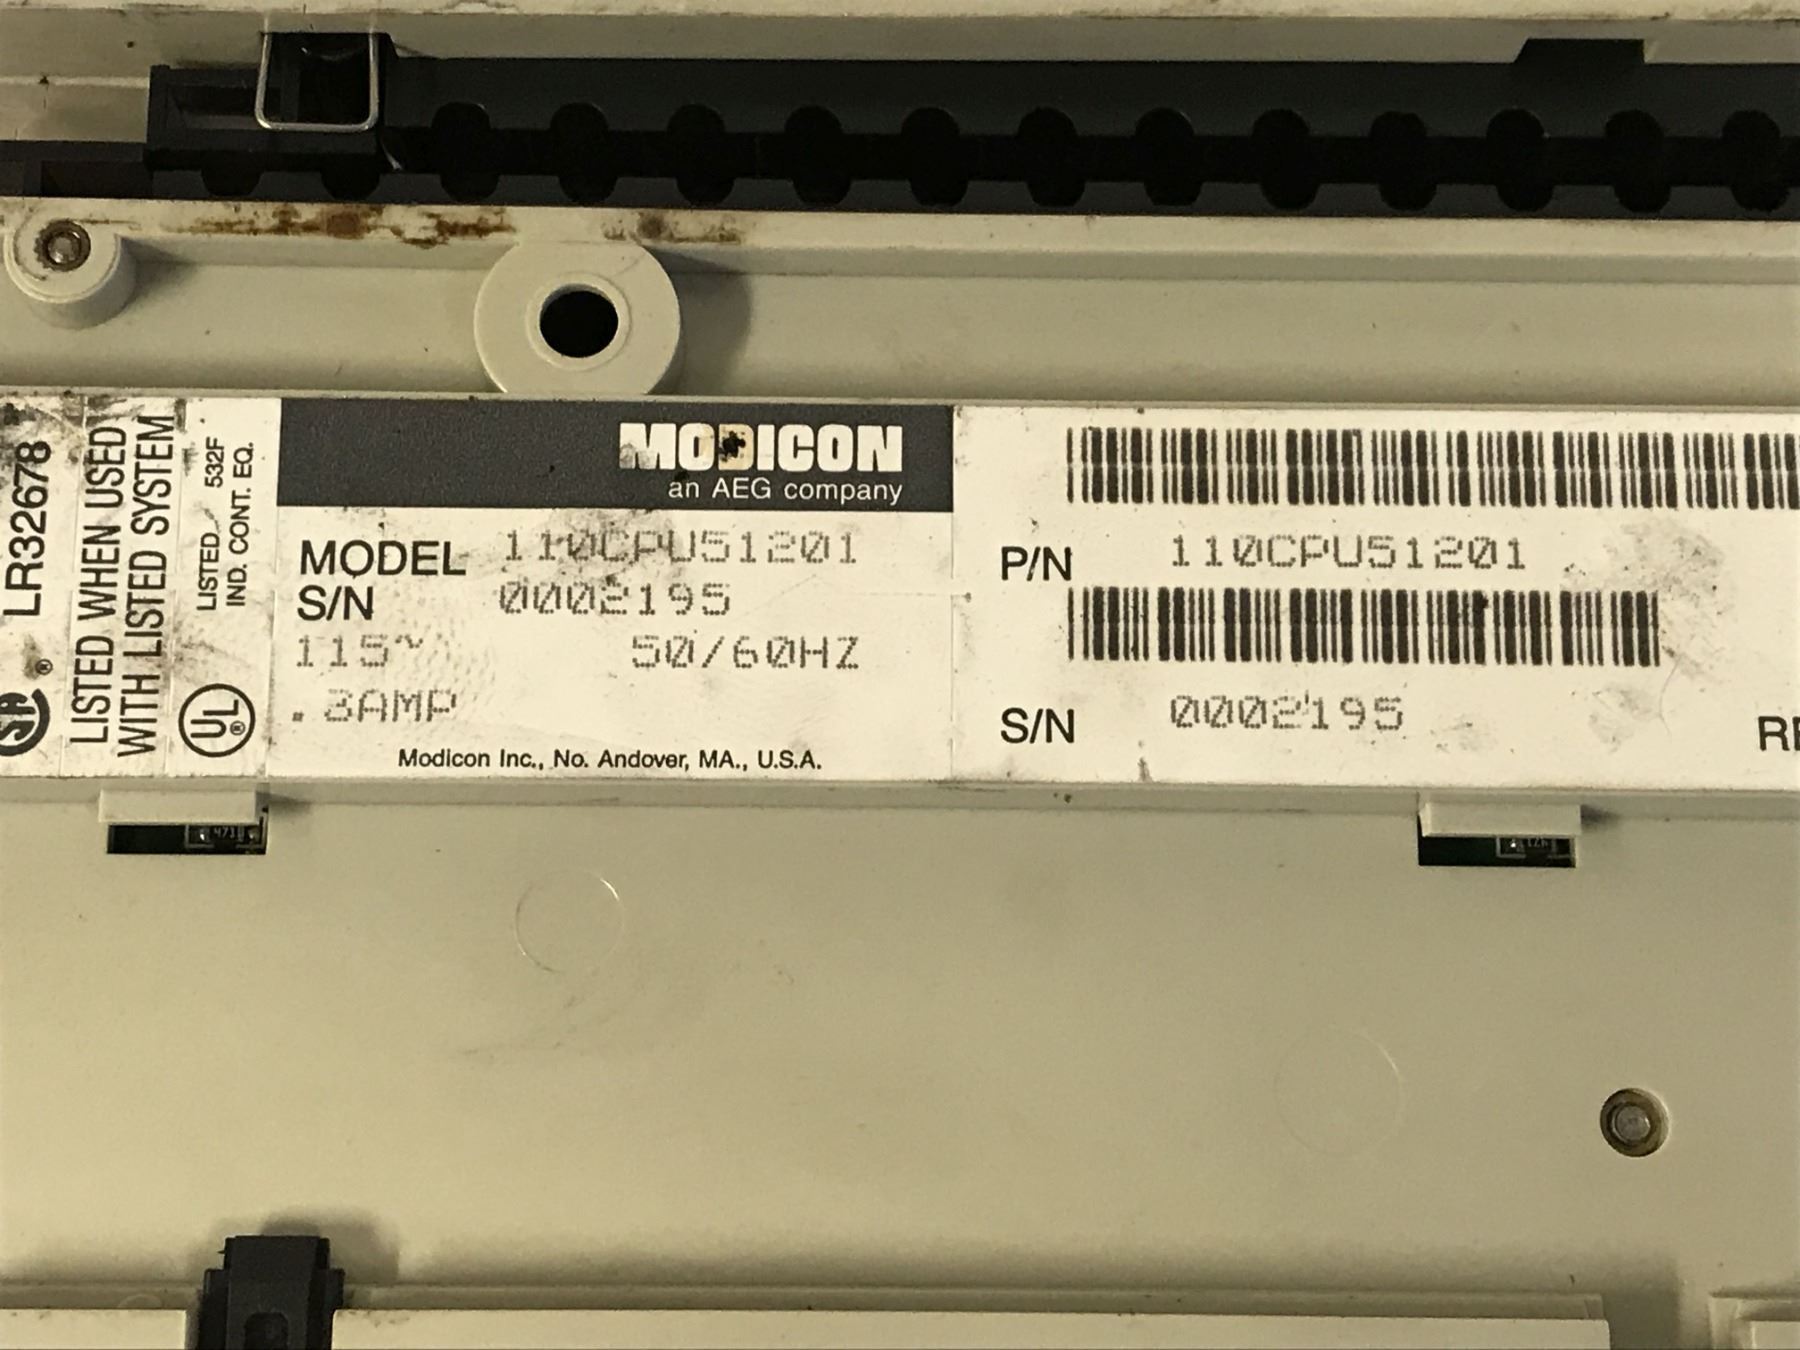 LR32678
®
LISTED WHEN USED
WITH LISTED SYSTEM
LISTED 532F
IND. CONT. EQ.
UL
®
MODICON
an AEG company
MODEL 110CPU51201
S/N 0002195
115~ 50/60HZ
.3AMP
Modicon Inc., No. Andover, MA., U.S.A.
P/N 110CPU51201
S/N 0002195